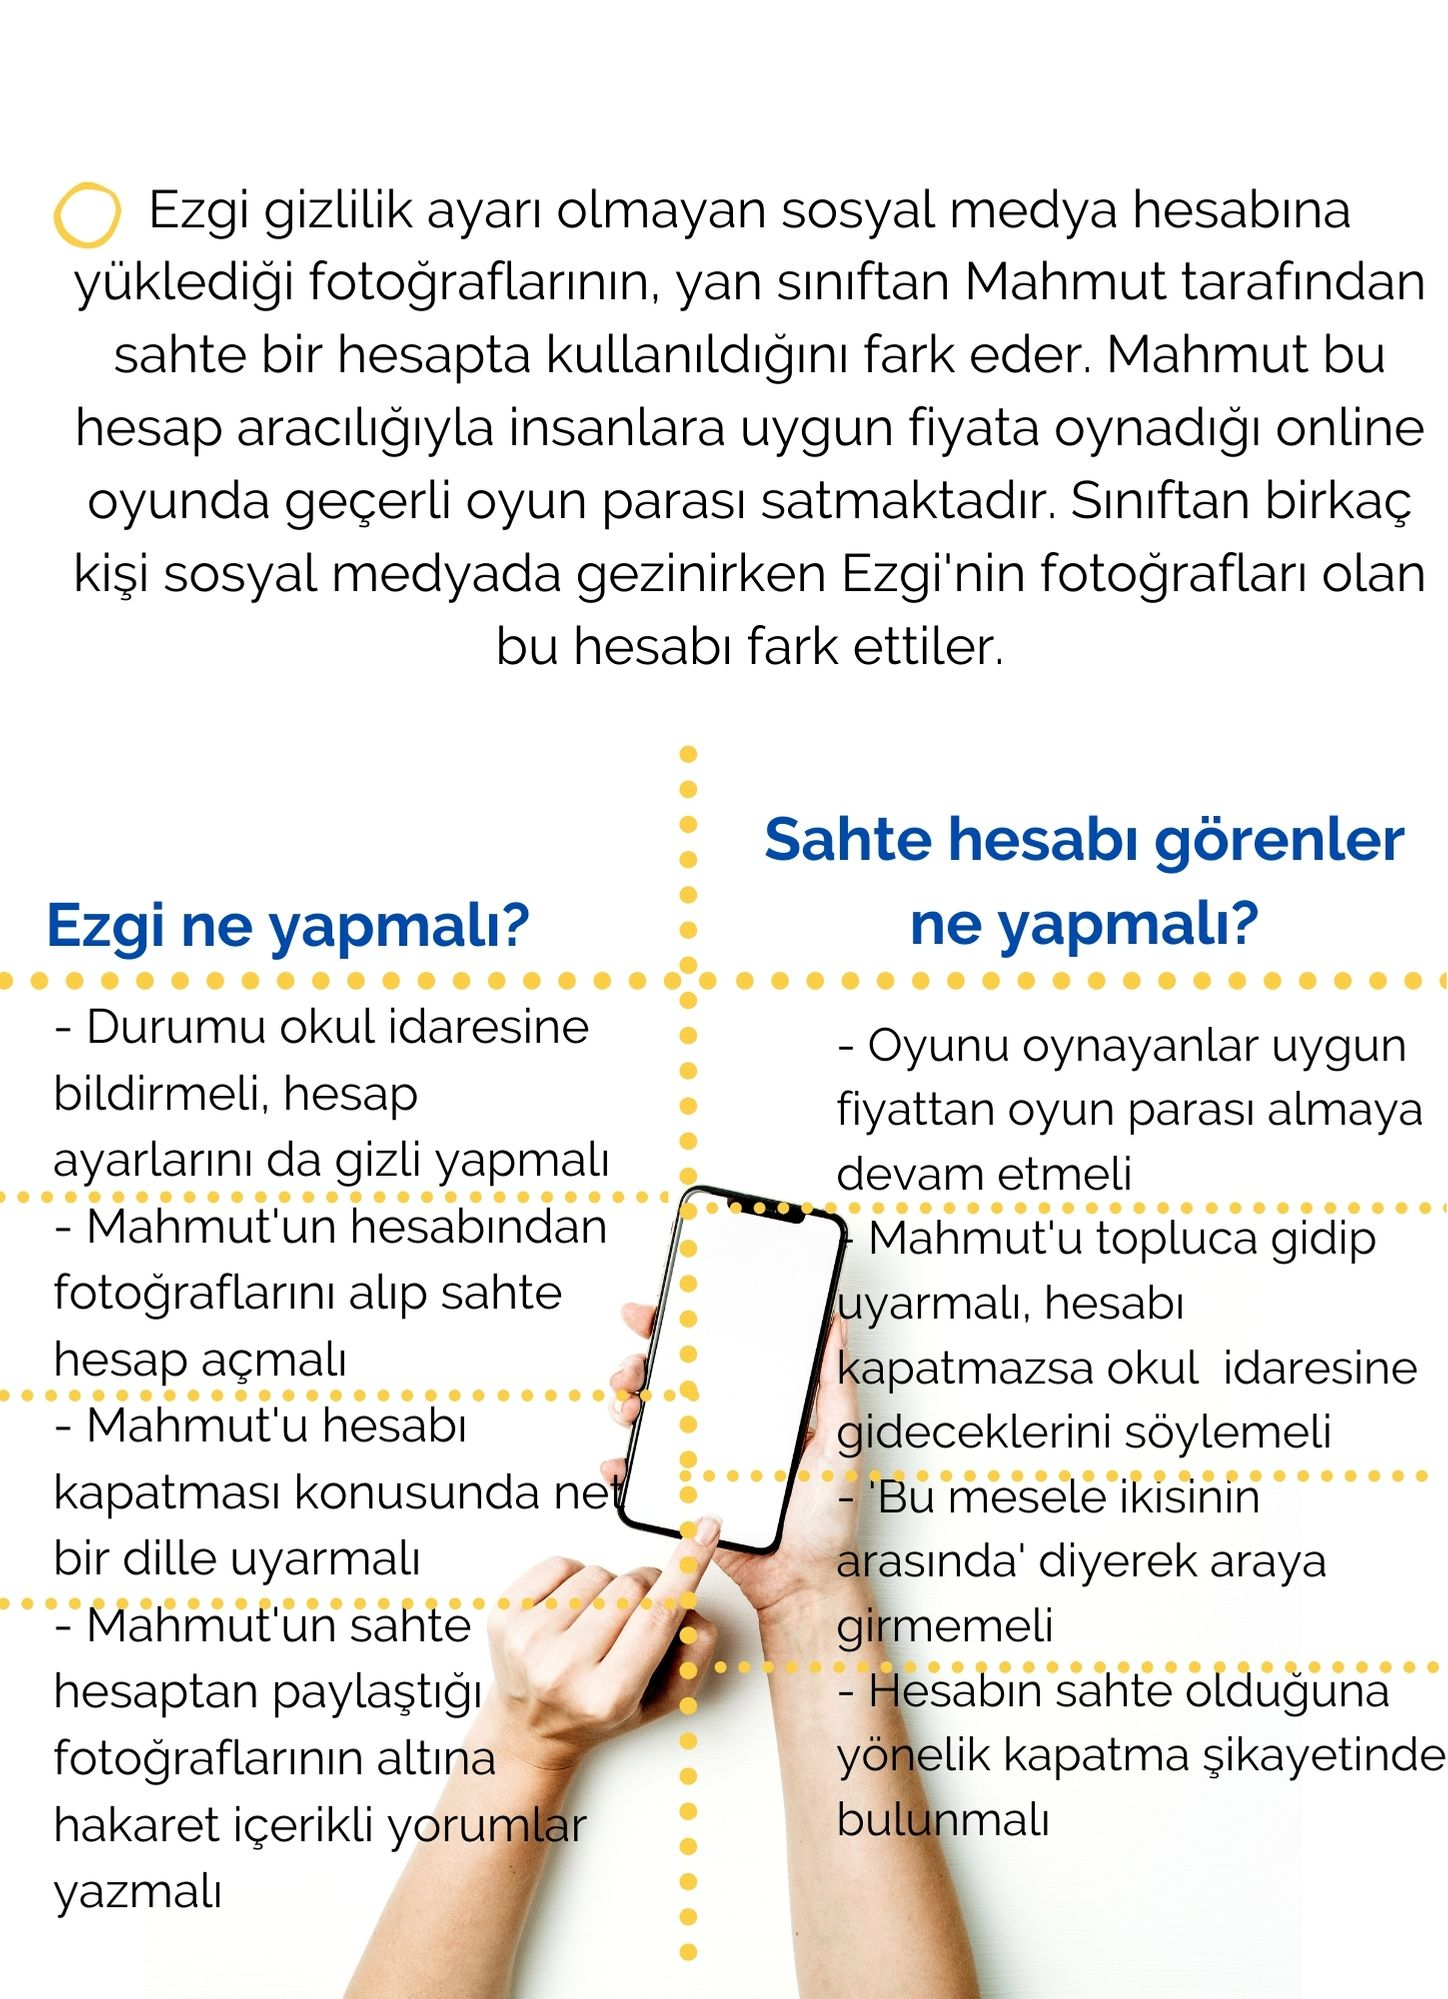 Ezgi gizlilik ayarı olmayan sosyal medya hesabına
yüklediği fotoğraflarının, yan sınıftan Mahmut tarafından
sahte bir hesapta kullanıldığını fark eder. Mahmut bu
hesap aracılığıyla insanlara uygun fiyata oynadığı online
oyunda geçerli oyun parası satmaktadır. Sınıftan birkaç
kişi sosyal medyada gezinirken Ezgi'nin fotoğrafları olan
bu hesabı fark ettiler.
Ezgi ne yapmalı?
- Durumu okul idaresine
bildirmeli, hesap
ayarlarını da gizli yapmalı
- Mahmut'un hesabından
fotoğraflarını alıp sahte
hesap açmalı
- Mahmut'u hesabı
kapatması konusunda net
bir dille uyarmalı
- Mahmut'un sahte
hesaptan paylaştığı
fotoğraflarının altına
hakaret içerikli yorumlar
yazmalı
Sahte hesabı görenler
ne yapmalı?
- Oyunu oynayanlar uygun
fiyattan oyun parası almaya
devam etmeli
- Mahmut'u topluca gidip
uyarmalı, hesabı
kapatmazsa okul  idaresine
gideceklerini söylemeli
- 'Bu mesele ikisinin
arasında' diyerek araya
girmemeli
- Hesabın sahte olduğuna
yönelik kapatma şikayetinde
bulunmalı